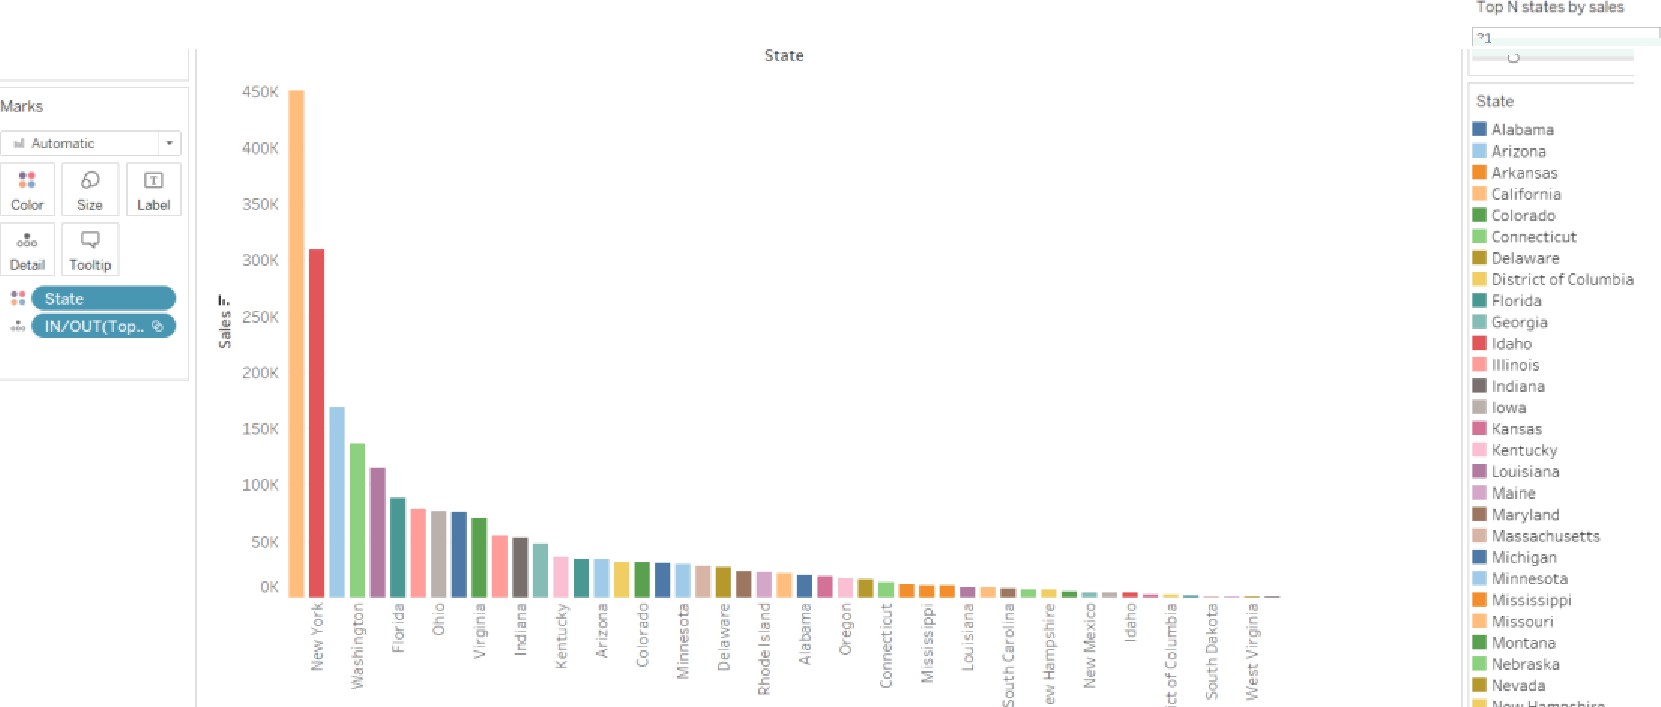 Top N states by sales
State
Marks
Automatic
Color
Size
Label
Detail
Tooltip
State
IN/OUT(Top..
Sales
450K
400K
350K
300K
250K
200K
150K
100K
50K
0K
New York
Washington
Florida
Ohio
Virginia
Indiana
Kentucky
Arizona
Colorado
Minnesota
Delaware
Rhode Island
Alabama
Oregon
Connecticut
Mississippi
Louisiana
South Carolina
ew Hampshire
New Mexico
Idaho
ict of Columbia
South Dakota
West Virginia
State
Alabama
Arizona
Arkansas
California
Colorado
Connecticut
Delaware
District of Columbia
Florida
Georgia
Idaho
Illinois
Indiana
Iowa
Kansas
Kentucky
Louisiana
Maine
Maryland
Massachusetts
Michigan
Minnesota
Mississippi
Missouri
Montana
Nebraska
Nevada
New Hampshire